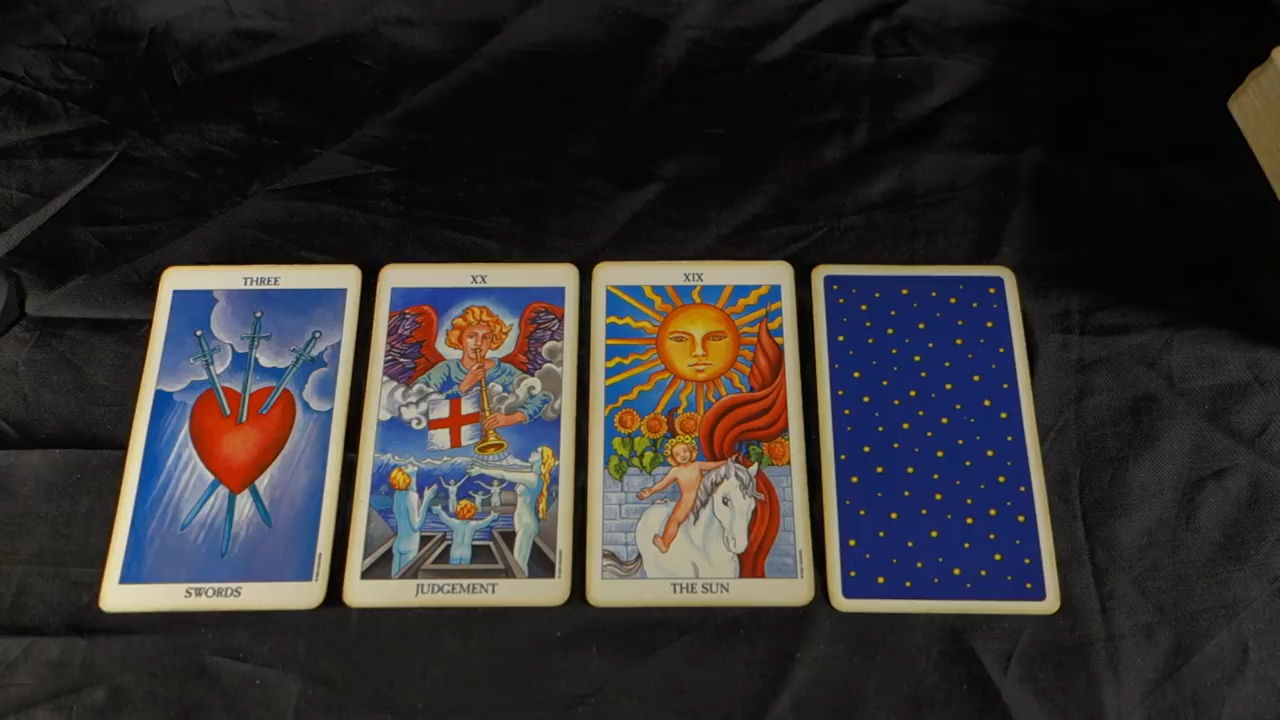 THREE
SWORDS
XX
JUDGEMENT
XIX
THE SUN